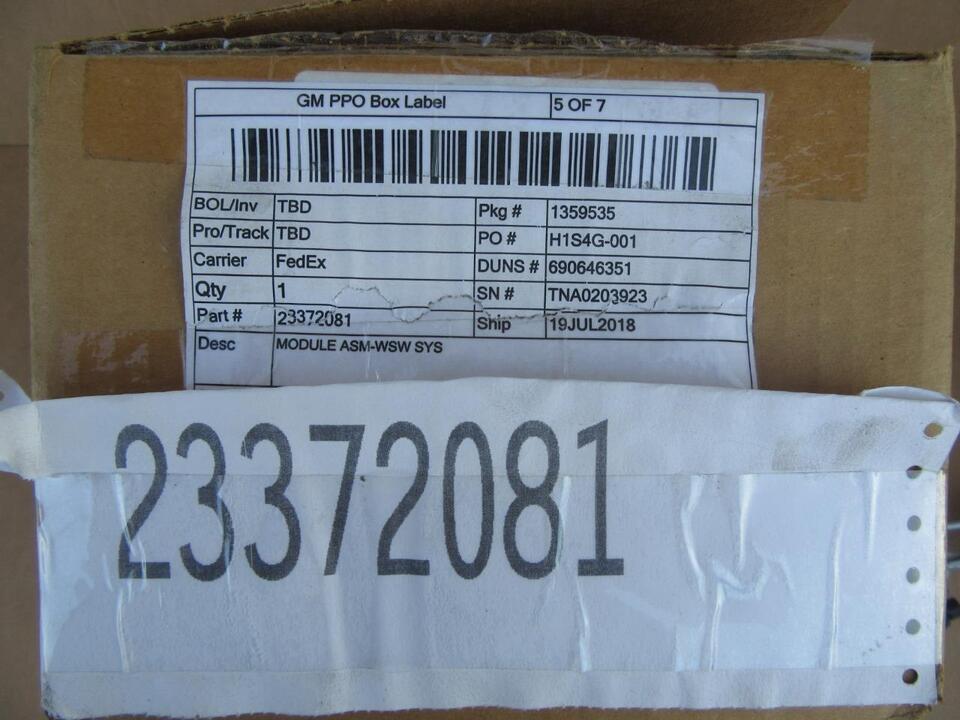 GM PPO Box Label 5 OF 7
BOL/Inv TBD Pkg # 1359535
Pro/Track TBD PO # H1S4G-001
Carrier FedEx DUNS # 690646351
Qty 1 SN # TNA0203923
Part # 23372081 Ship 19JUL2018
Desc MODULE ASM-WSW SYS
23372081